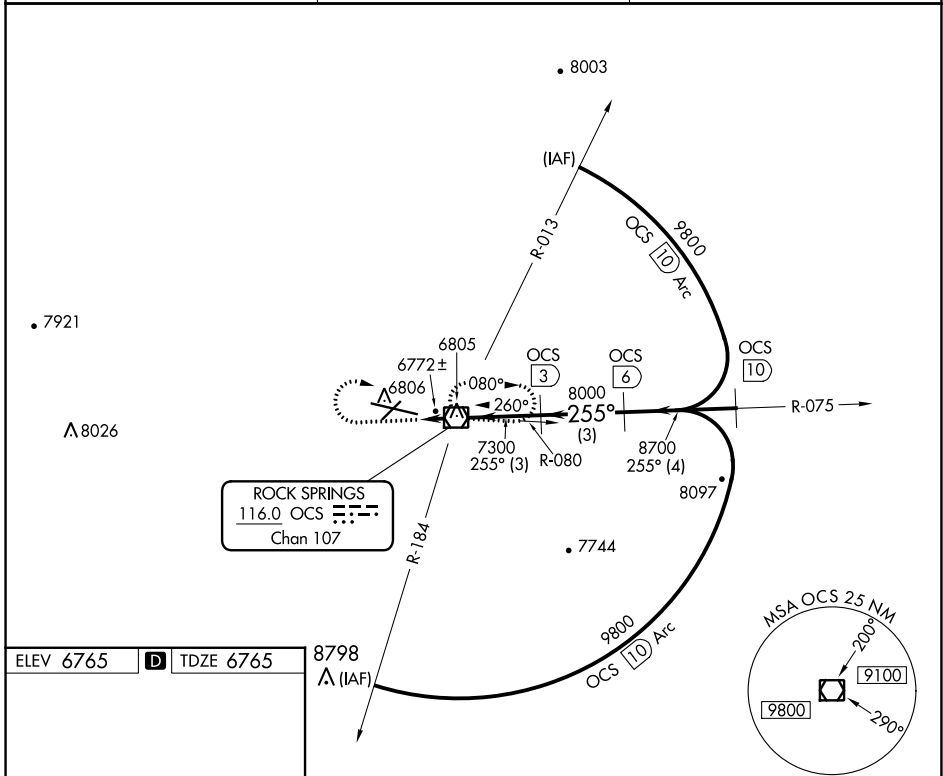 8003
(IAF)
R-013
9800
OCS 10 Arc
7921
6805
6772±
6806
080°
260°
OCS
3
OCS
6
OCS
10
8000
255°
(3)
R-075
8026
7300
255° (3)
R-080
8700
255° (4)
8097
ROCK SPRINGS
116.0 OCS
Chan 107
R-184
7744
9800
OCS 10 Arc
MSA OCS 25 NM
200°
9100
9800
290°
ELEV 6765 D TDZE 6765
8798
(IAF)